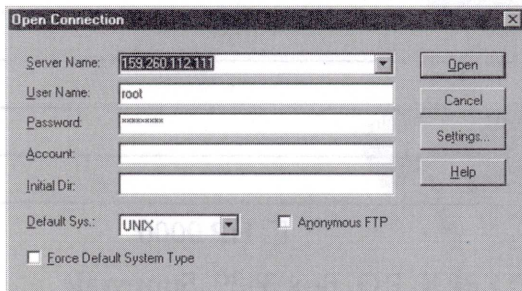 Open Connection
Server Name: 159.260.112.111 Open
User Name: root Cancel
Password: xxxxxxxxx Settings...
Account:
Initial Dir: Help
Default Sys.: UNIX Anonymous FTP
Force Default System Type